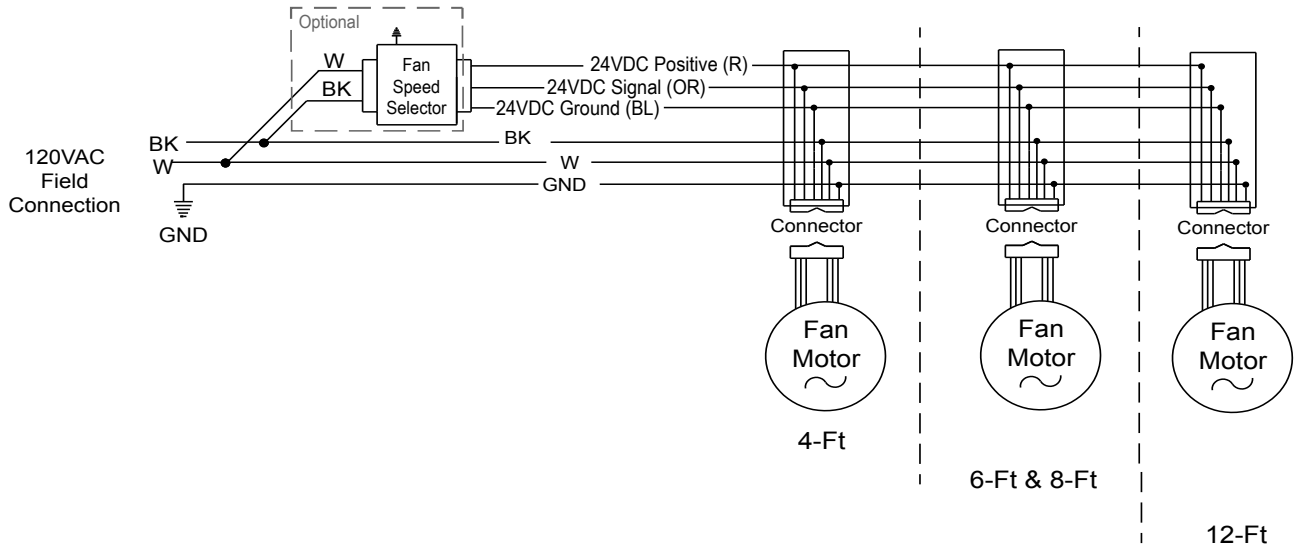 Optional
W
BK
Fan
Speed
Selector
24VDC Positive (R)
24VDC Signal (OR)
24VDC Ground (BL)
BK
W
GND
120VAC
Field
Connection
BK
W
GND
Connector
Connector
Connector
Fan
Motor
Fan
Motor
Fan
Motor
4-Ft
6-Ft & 8-Ft
12-Ft